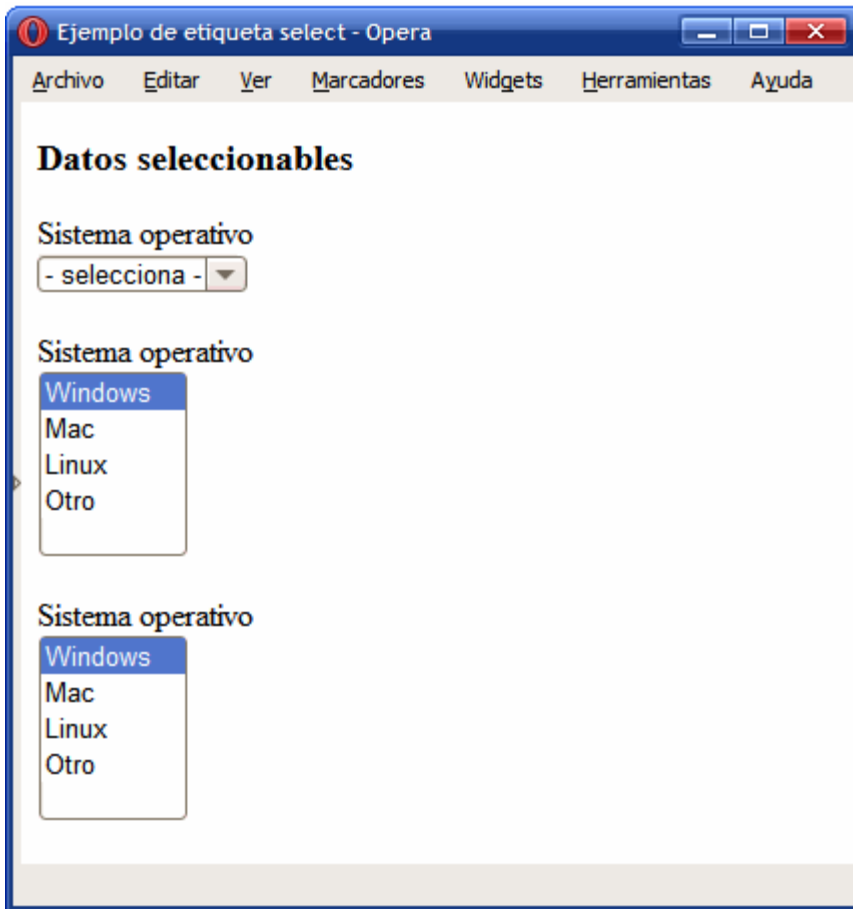 Ejemplo de etiqueta select - Opera
Archivo Editar Ver Marcadores Widgets Herramientas Ayuda
Datos seleccionables
Sistema operativo
- selecciona -
Sistema operativo
Windows
Mac
Linux
Otro
Sistema operativo
Windows
Mac
Linux
Otro